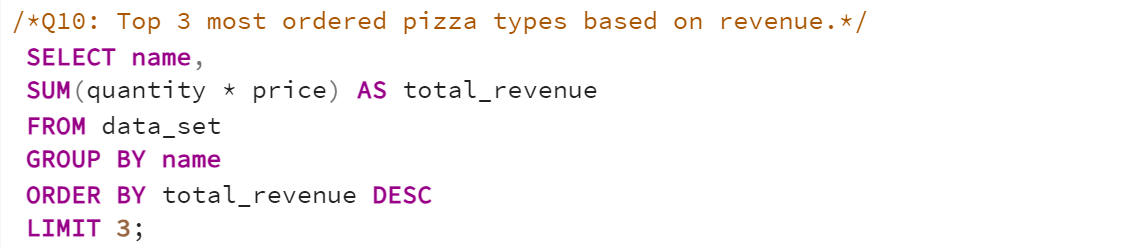 /*Q10: Top 3 most ordered pizza types based on revenue.*/
SELECT name,
SUM(quantity * price) AS total_revenue
FROM data_set
GROUP BY name
ORDER BY total_revenue DESC
LIMIT 3;